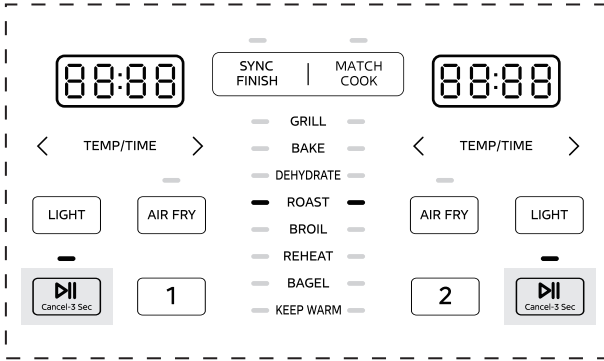 88:88
SYNC FINISH | MATCH COOK
88:88
< TEMP/TIME >
GRILL
BAKE
DEHYDRATE
ROAST
BROIL
REHEAT
BAGEL
KEEP WARM
< TEMP/TIME >
LIGHT
AIR FRY
AIR FRY
LIGHT
Cancel-3 Sec
1
2
Cancel-3 Sec